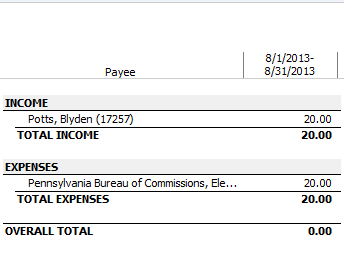 8/1/2013-
Payee 8/31/2013
INCOME
Potts, Blyden (17257) 20.00
TOTAL INCOME 20.00
EXPENSES
Pennsylvania Bureau of Commissions, Ele... 20.00
TOTAL EXPENSES 20.00
OVERALL TOTAL 0.00